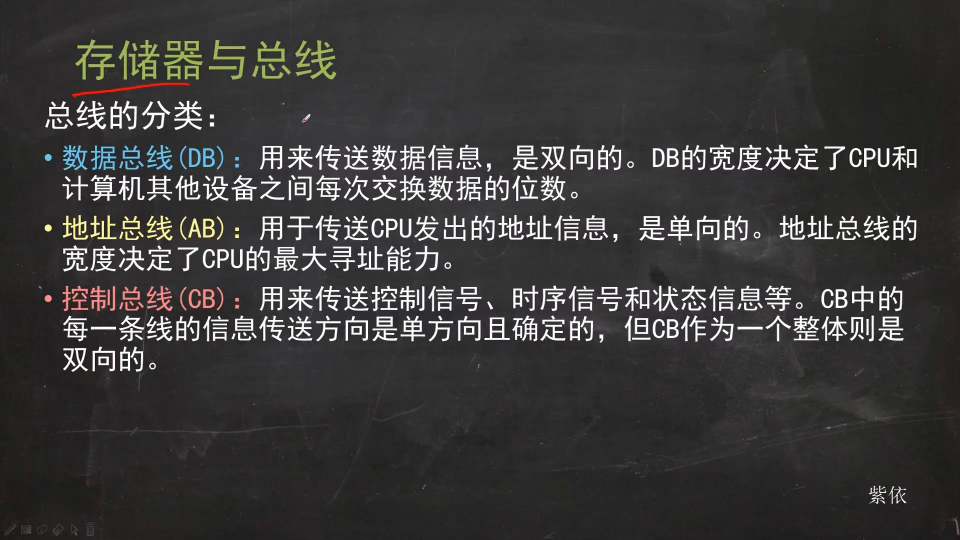 存储器与总线
总线的分类：
• 数据总线(DB)：用来传送数据信息，是双向的。DB的宽度决定了CPU和
计算机其他设备之间每次交换数据的位数。
• 地址总线(AB)：用于传送CPU发出的地址信息，是单向的。地址总线的
宽度决定了CPU的最大寻址能力。
• 控制总线(CB)：用来传送控制信号、时序信号和状态信息等。CB中的
每一条线的信息传送方向是单方向且确定的，但CB作为一个整体则是
双向的。
紫依